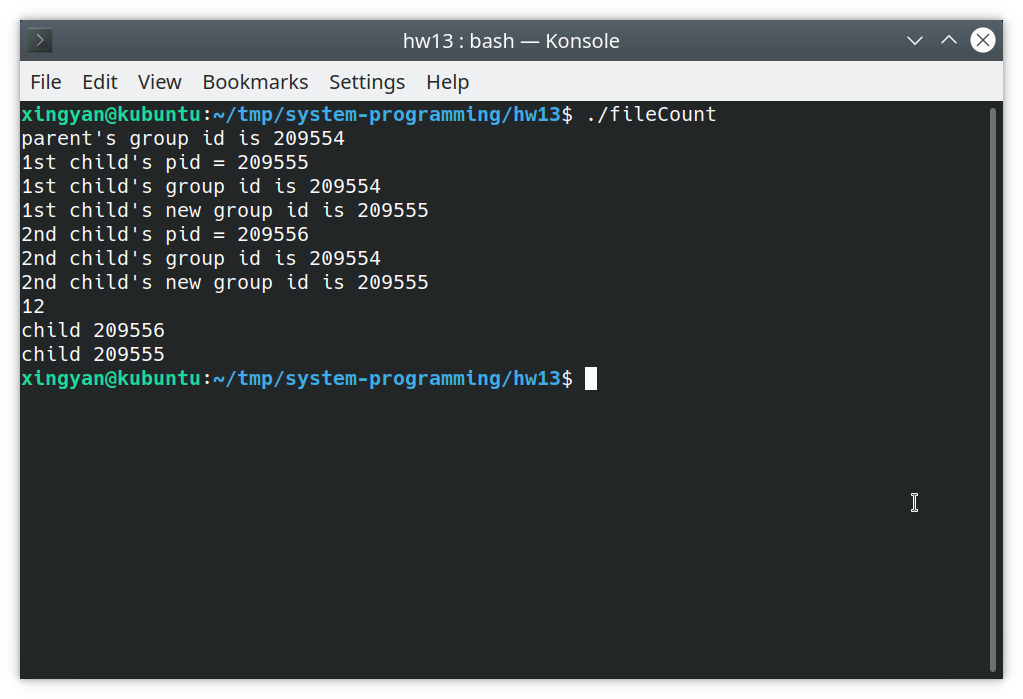 hw13 : bash — Konsole
File Edit View Bookmarks Settings Help
xingyan@kubuntu:~/tmp/system-programming/hw13$ ./fileCount
parent's group id is 209554
1st child's pid = 209555
1st child's group id is 209554
1st child's new group id is 209555
2nd child's pid = 209556
2nd child's group id is 209554
2nd child's new group id is 209555
12
child 209556
child 209555
xingyan@kubuntu:~/tmp/system-programming/hw13$